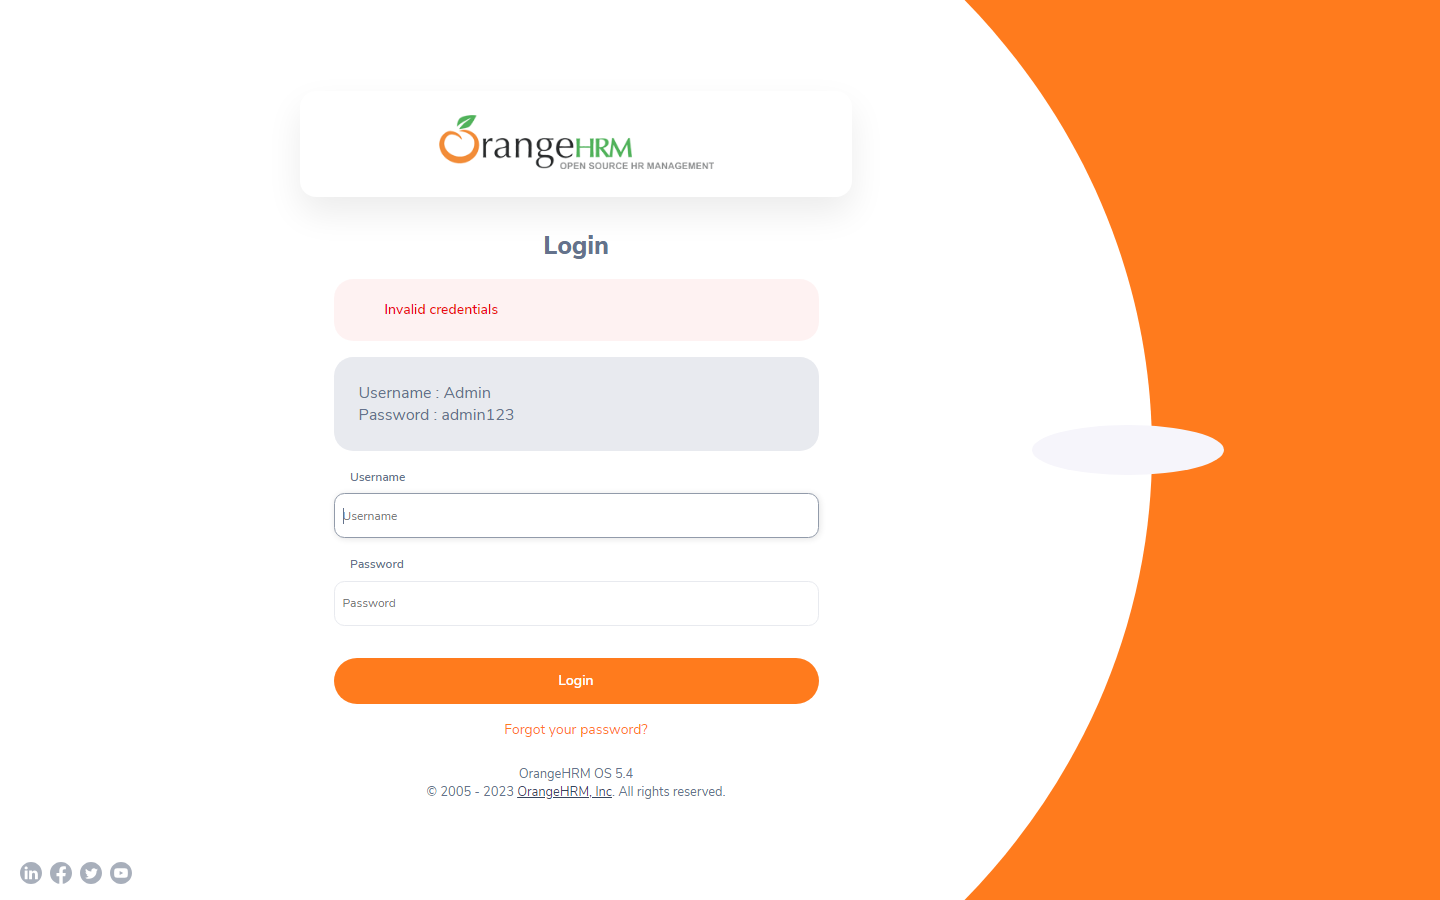 OrangeHRM
OPEN SOURCE HR MANAGEMENT
Login
Invalid credentials
Username : Admin
Password : admin123
Username
Username
Password
Password
Login
Forgot your password?
OrangeHRM OS 5.4
© 2005 - 2023 OrangeHRM, Inc. All rights reserved.
in